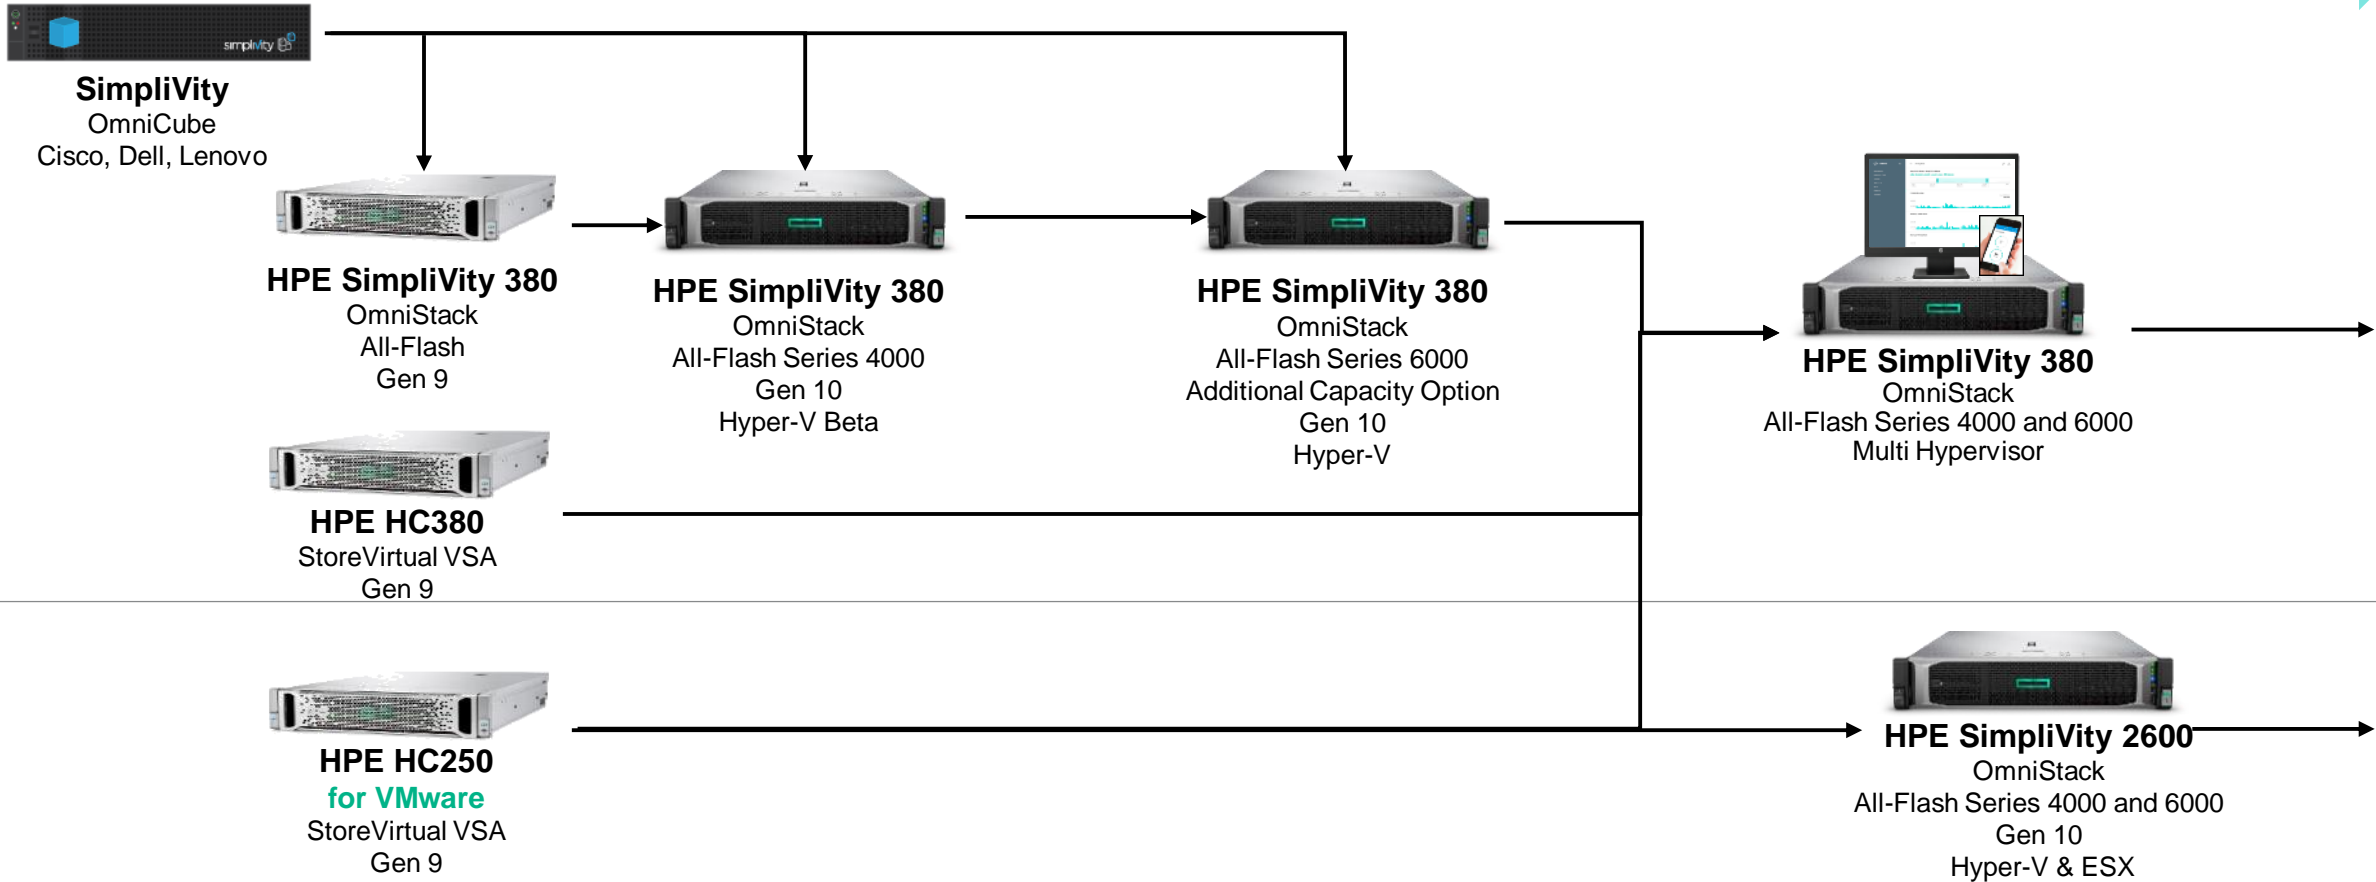 simplivity
SimpliVity
OmniCube
Cisco, Dell, Lenovo
HPE SimpliVity 380
OmniStack
All-Flash
Gen 9
HPE SimpliVity 380
OmniStack
All-Flash Series 4000
Gen 10
Hyper-V Beta
HPE SimpliVity 380
OmniStack
All-Flash Series 6000
Additional Capacity Option
Gen 10
Hyper-V
HPE SimpliVity 380
OmniStack
All-Flash Series 4000 and 6000
Multi Hypervisor
HPE HC380
StoreVirtual VSA
Gen 9
HPE HC250
for VMware
StoreVirtual VSA
Gen 9
HPE SimpliVity 2600
OmniStack
All-Flash Series 4000 and 6000
Gen 10
Hyper-V & ESX